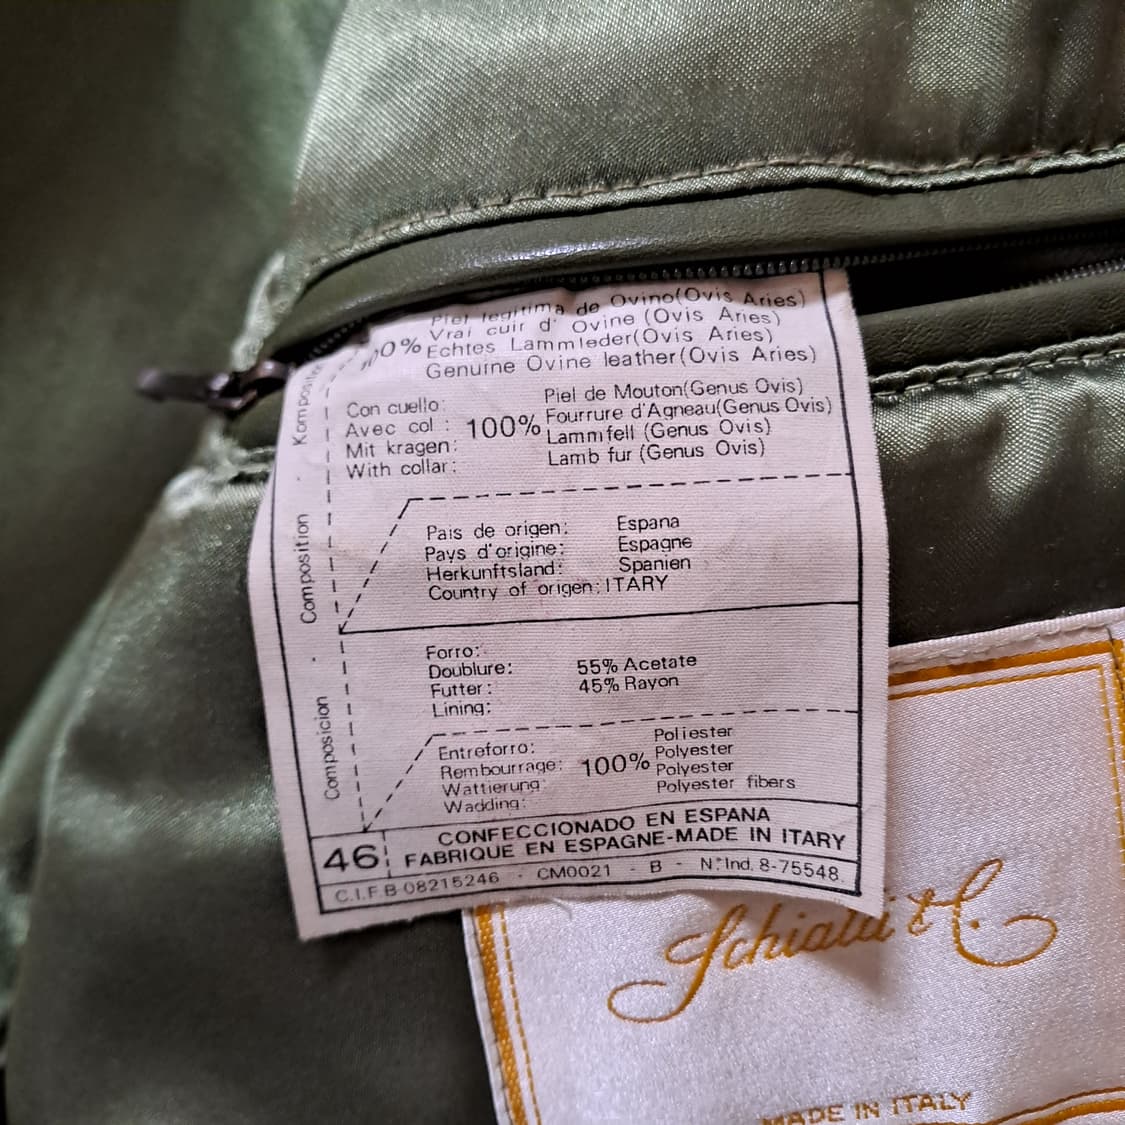 Piel legitima de Ovino(Ovis Aries)
Vrai cuir d' Ovine (Ovis Aries)
100% Echtes Lammleder(Ovis Aries)
Genuine Ovine leather(Ovis Aries)
Piel de Mouton(Genus Ovis)
Con cuello: Fourrure d'Agneau(Genus Ovis)
Avec col : 100% Lammfell (Genus Ovis)
Mit kragen: Lamb fur (Genus Ovis)
With collar:
Pais de origen: Espana
Pays d'origine: Espagne
Herkunftsland: Spanien
Country of origen: ITARY
Forro:
Doublure: 55% Acetate
Futter: 45% Rayon
Lining:
Entreforro: Poliester
Rembourrage: 100% Polyester
Wattierung: Polyester
Wadding: Polyester fibers
Composicion · Composition · Komposition
CONFECCIONADO EN ESPANA
46 FABRIQUE EN ESPAGNE-MADE IN ITARY
C.I.F B-08215246 - CM0021 - B - N.Ind. 8-75548.
MADE IN ITALY